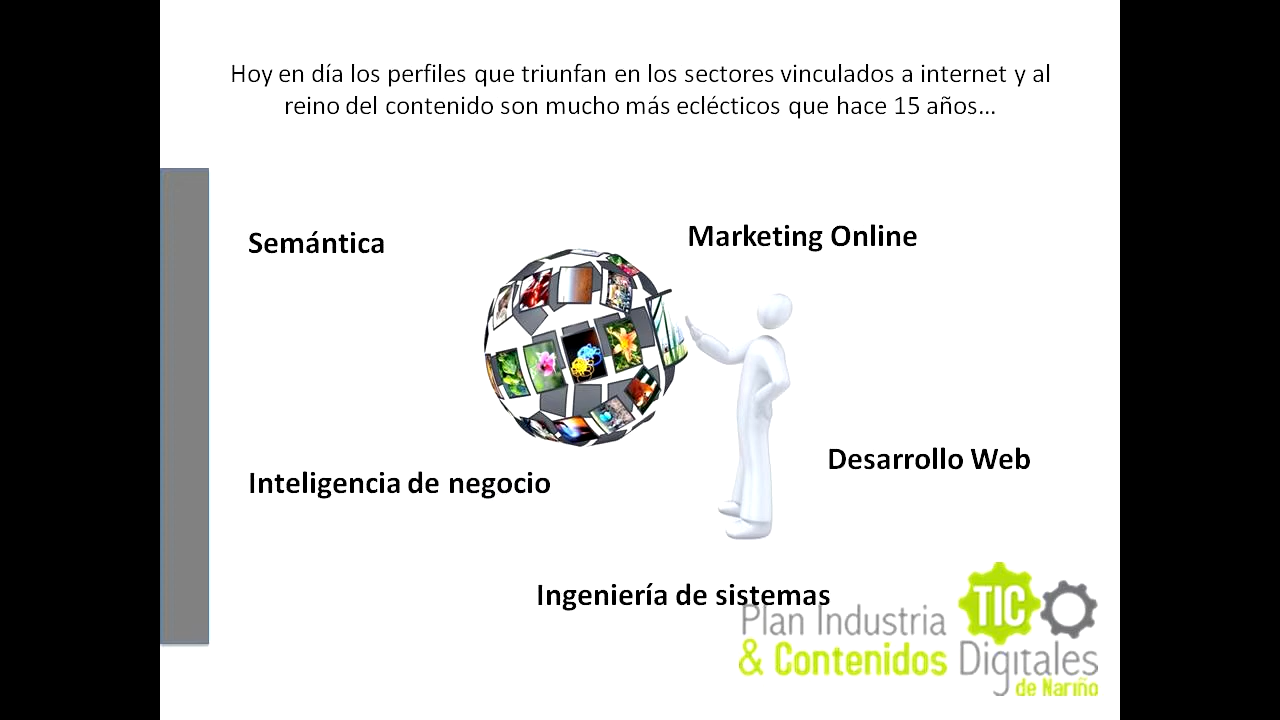 Hoy en día los perfiles que triunfan en los sectores vinculados a internet y al
reino del contenido son mucho más eclécticos que hace 15 años…
Semántica
Marketing Online
Inteligencia de negocio
Desarrollo Web
Ingeniería de sistemas
TIC
Plan Industria
& Contenidos Digitales
de Nariño